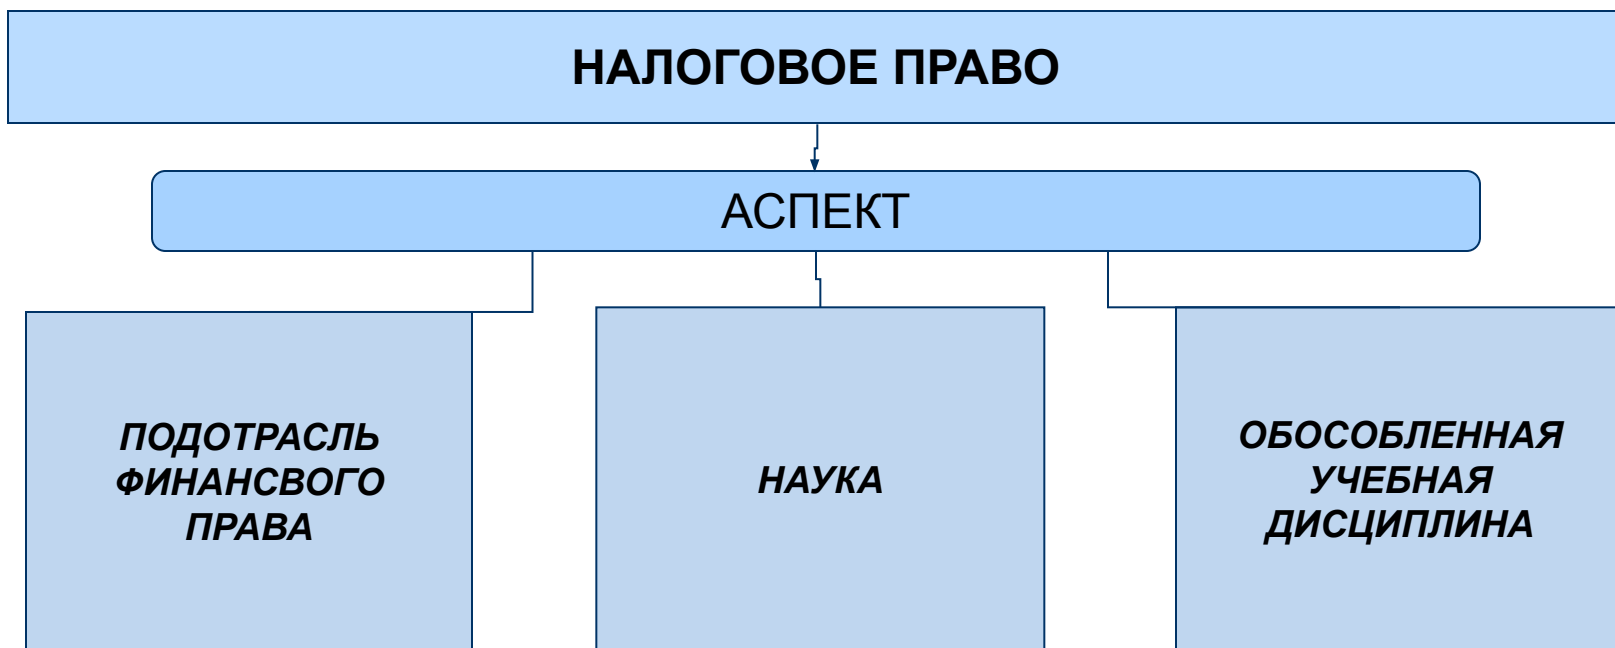 НАЛОГОВОЕ ПРАВО
АСПЕКТ
ПОДОТРАСЛЬ
ФИНАНСВОГО
ПРАВА
НАУКА
ОБОСОБЛЕННАЯ
УЧЕБНАЯ
ДИСЦИПЛИНА